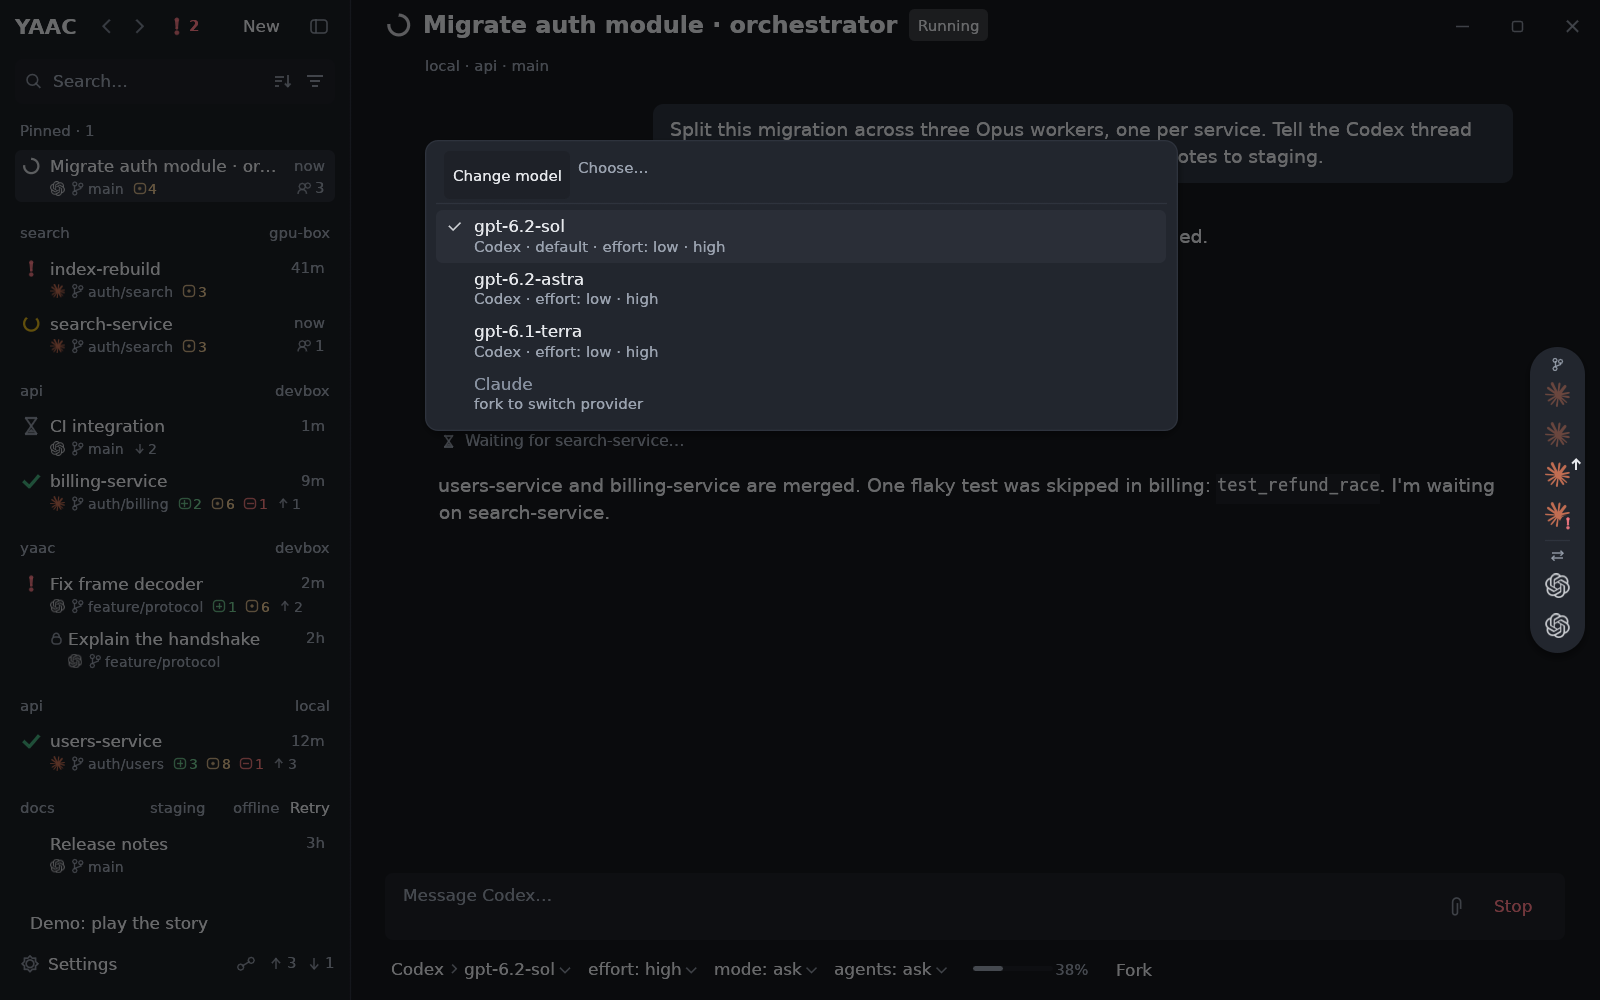 YAAC
2
New
Search...
Pinned · 1
Migrate auth module · or... now
main 4 3
search gpu-box
index-rebuild 41m
auth/search 3
search-service now
auth/search 3 1
api devbox
CI integration 1m
main 2
billing-service 9m
auth/billing 2 6 1 1
yaac devbox
Fix frame decoder 2m
feature/protocol 1 6 2
Explain the handshake 2h
feature/protocol
api local
users-service 12m
auth/users 3 8 1 3
docs staging offline Retry
Release notes 3h
main
Demo: play the story
Settings 3 1
Migrate auth module · orchestrator Running
local · api · main
Split this migration across three Opus workers, one per service. Tell the Codex thread
otes to staging.
ed.
Change model Choose...
gpt-6.2-sol
Codex · default · effort: low · high
gpt-6.2-astra
Codex · effort: low · high
gpt-6.1-terra
Codex · effort: low · high
Claude
fork to switch provider
Waiting for search-service...
users-service and billing-service are merged. One flaky test was skipped in billing: test_refund_race. I'm waiting
on search-service.
Message Codex...
Stop
Codex gpt-6.2-sol effort: high mode: ask agents: ask 38% Fork